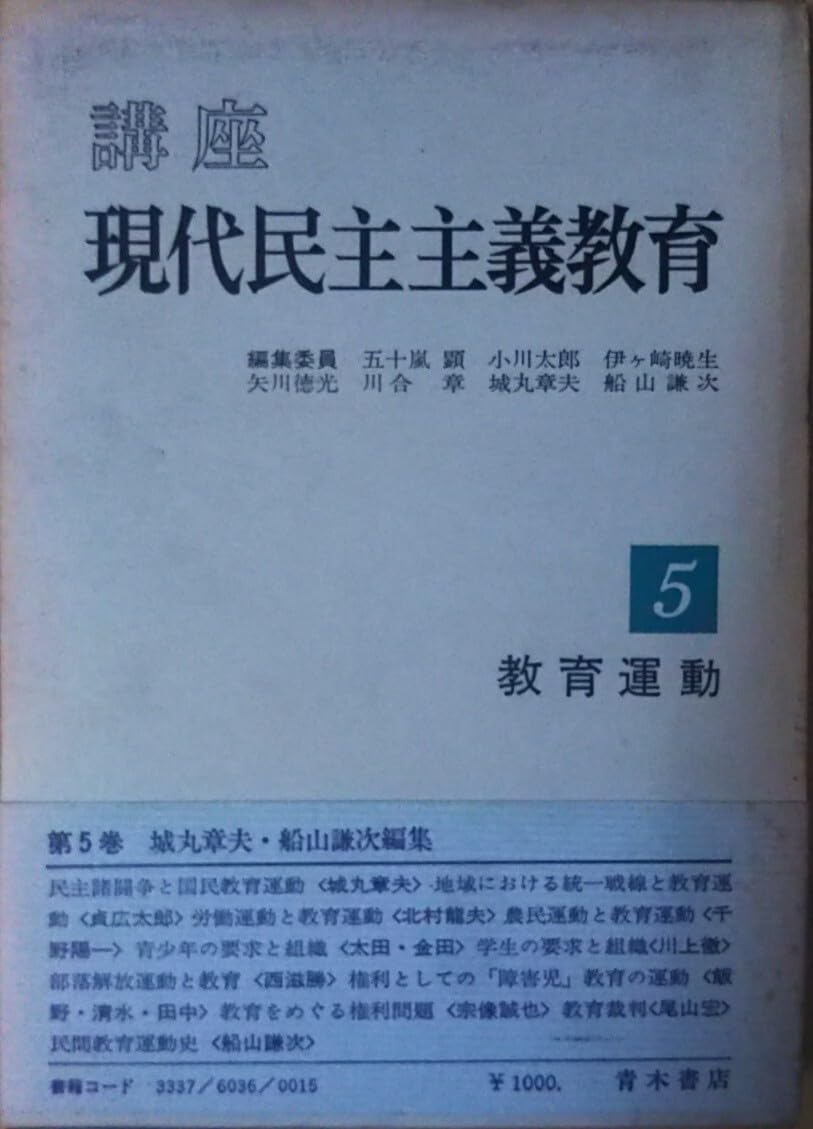 講座
現代民主主義教育
編集委員 五十嵐 顕 小川太郎 伊ヶ崎暁生
矢川徳光 川合 章 城丸章夫 船山謙次
5
教育運動
第5巻 城丸章夫・船山謙次編集
民主諸闘争と国民教育運動〈城丸章夫〉地域における統一戦線と教育運
動〈貞広太郎〉労働運動と教育運動〈北村龍夫〉農民運動と教育運動〈千
野陽一〉青少年の要求と組織〈太田・金田〉学生の要求と組織〈川上徹〉
部落解放運動と教育〈西滋勝〉権利としての「障害児」教育の運動〈飯
野・清水・田中〉教育をめぐる権利問題〈宗像誠也〉教育裁判〈尾山宏〉
民間教育運動史〈船山謙次〉
書籍コード 3337/6036/0015 ¥1000. 青木書店